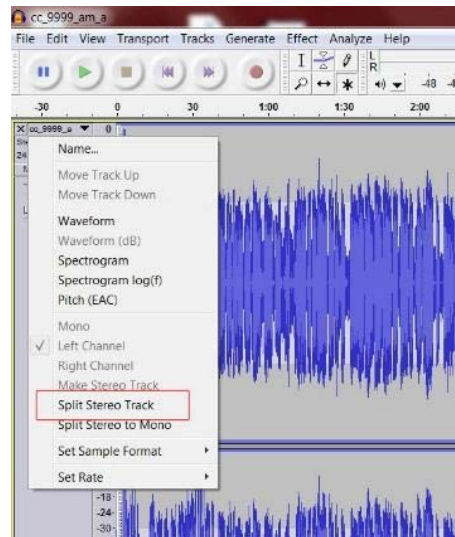 cc_9999_am_a
File Edit View Transport Tracks Generate Effect Analyze Help
L
R
-48
-30 0 30 1:00 1:30 2:00
X cc_9999_a 0
24
Name...
Move Track Up
Move Track Down
Waveform
Waveform (dB)
Spectrogram
Spectrogram log(f)
Pitch (EAC)
Mono
✓ Left Channel
Right Channel
Make Stereo Track
Split Stereo Track
Split Stereo to Mono
Set Sample Format
Set Rate
-18-
-24-
-30-